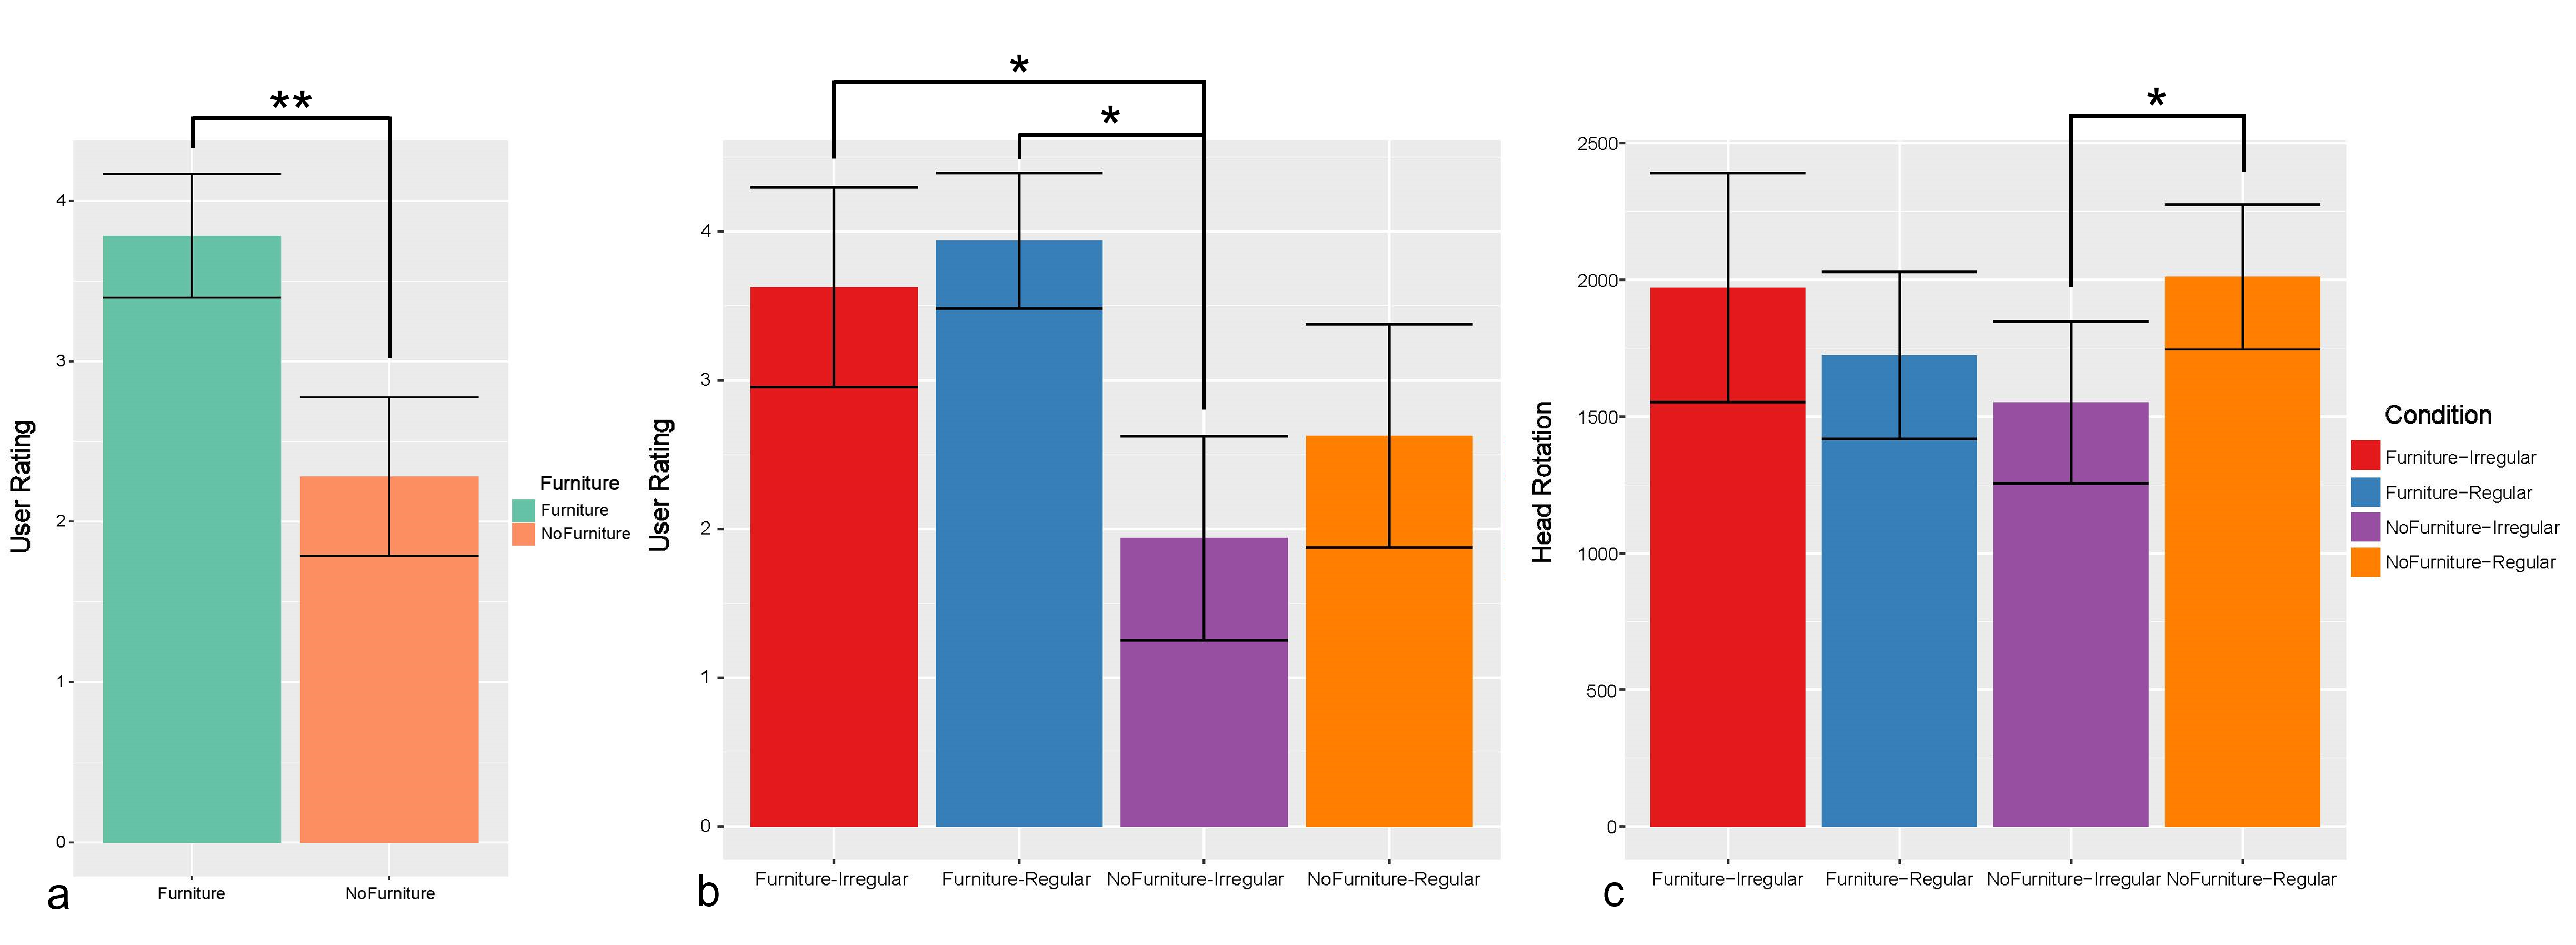 **
User Rating
4
3
2
1
0
Furniture
NoFurniture
Furniture
Furniture
NoFurniture
a
*
*
User Rating
4
3
2
1
0
Furniture-Irregular
Furniture-Regular
NoFurniture-Irregular
NoFurniture-Regular
b
*
Head Rotation
2500
2000
1500
1000
500
0
Furniture-Irregular
Furniture-Regular
NoFurniture-Irregular
NoFurniture-Regular
Condition
Furniture-Irregular
Furniture-Regular
NoFurniture-Irregular
NoFurniture-Regular
c